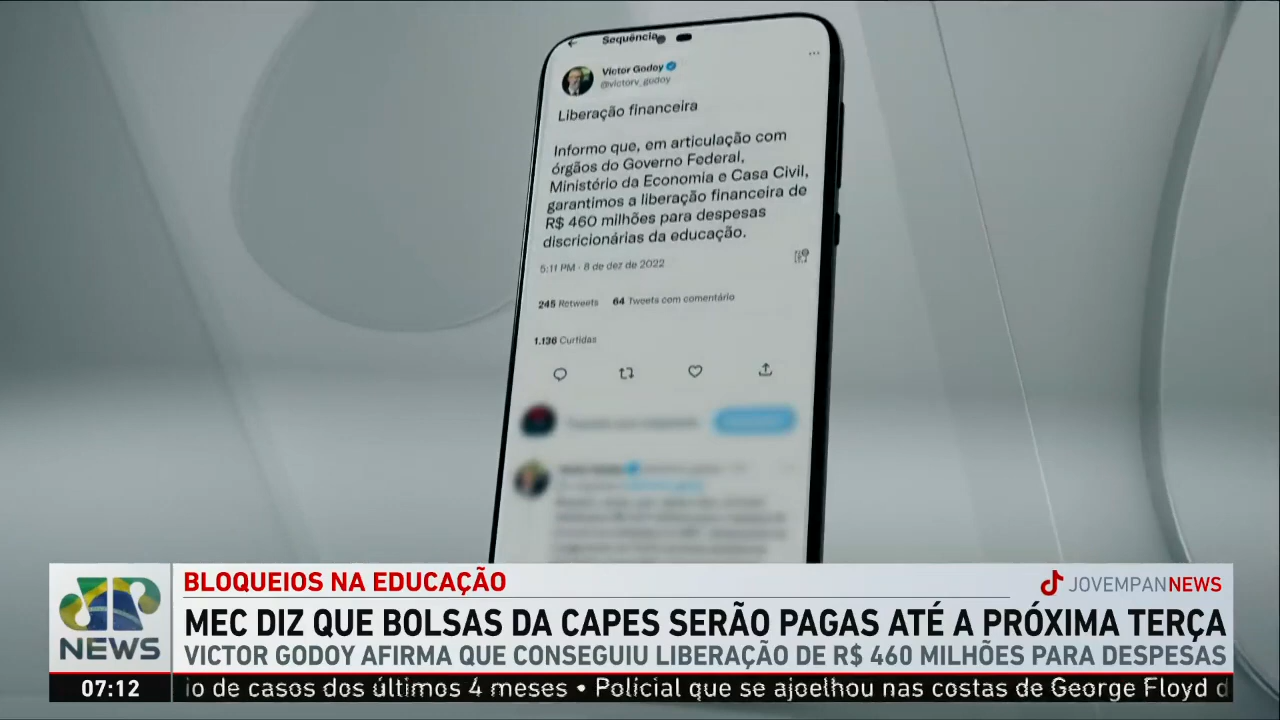 Sequência
Victor Godoy
@victorv_godoy
Liberação financeira
Informo que, em articulação com
órgãos do Governo Federal,
Ministério da Economia e Casa Civil,
garantimos a liberação financeira de
R$ 460 milhões para despesas
discricionárias da educação.
5:11 PM · 8 de dez de 2022
245 Retweets 64 Tweets com comentário
1.136 Curtidas
BLOQUEIOS NA EDUCAÇÃO
JOVEMPANNEWS
JP
NEWS
MEC DIZ QUE BOLSAS DA CAPES SERÃO PAGAS ATÉ A PRÓXIMA TERÇA
VICTOR GODOY AFIRMA QUE CONSEGUIU LIBERAÇÃO DE R$ 460 MILHÕES PARA DESPESAS
07:12 io de casos dos últimos 4 meses • Policial que se ajoelhou nas costas de George Floyd d